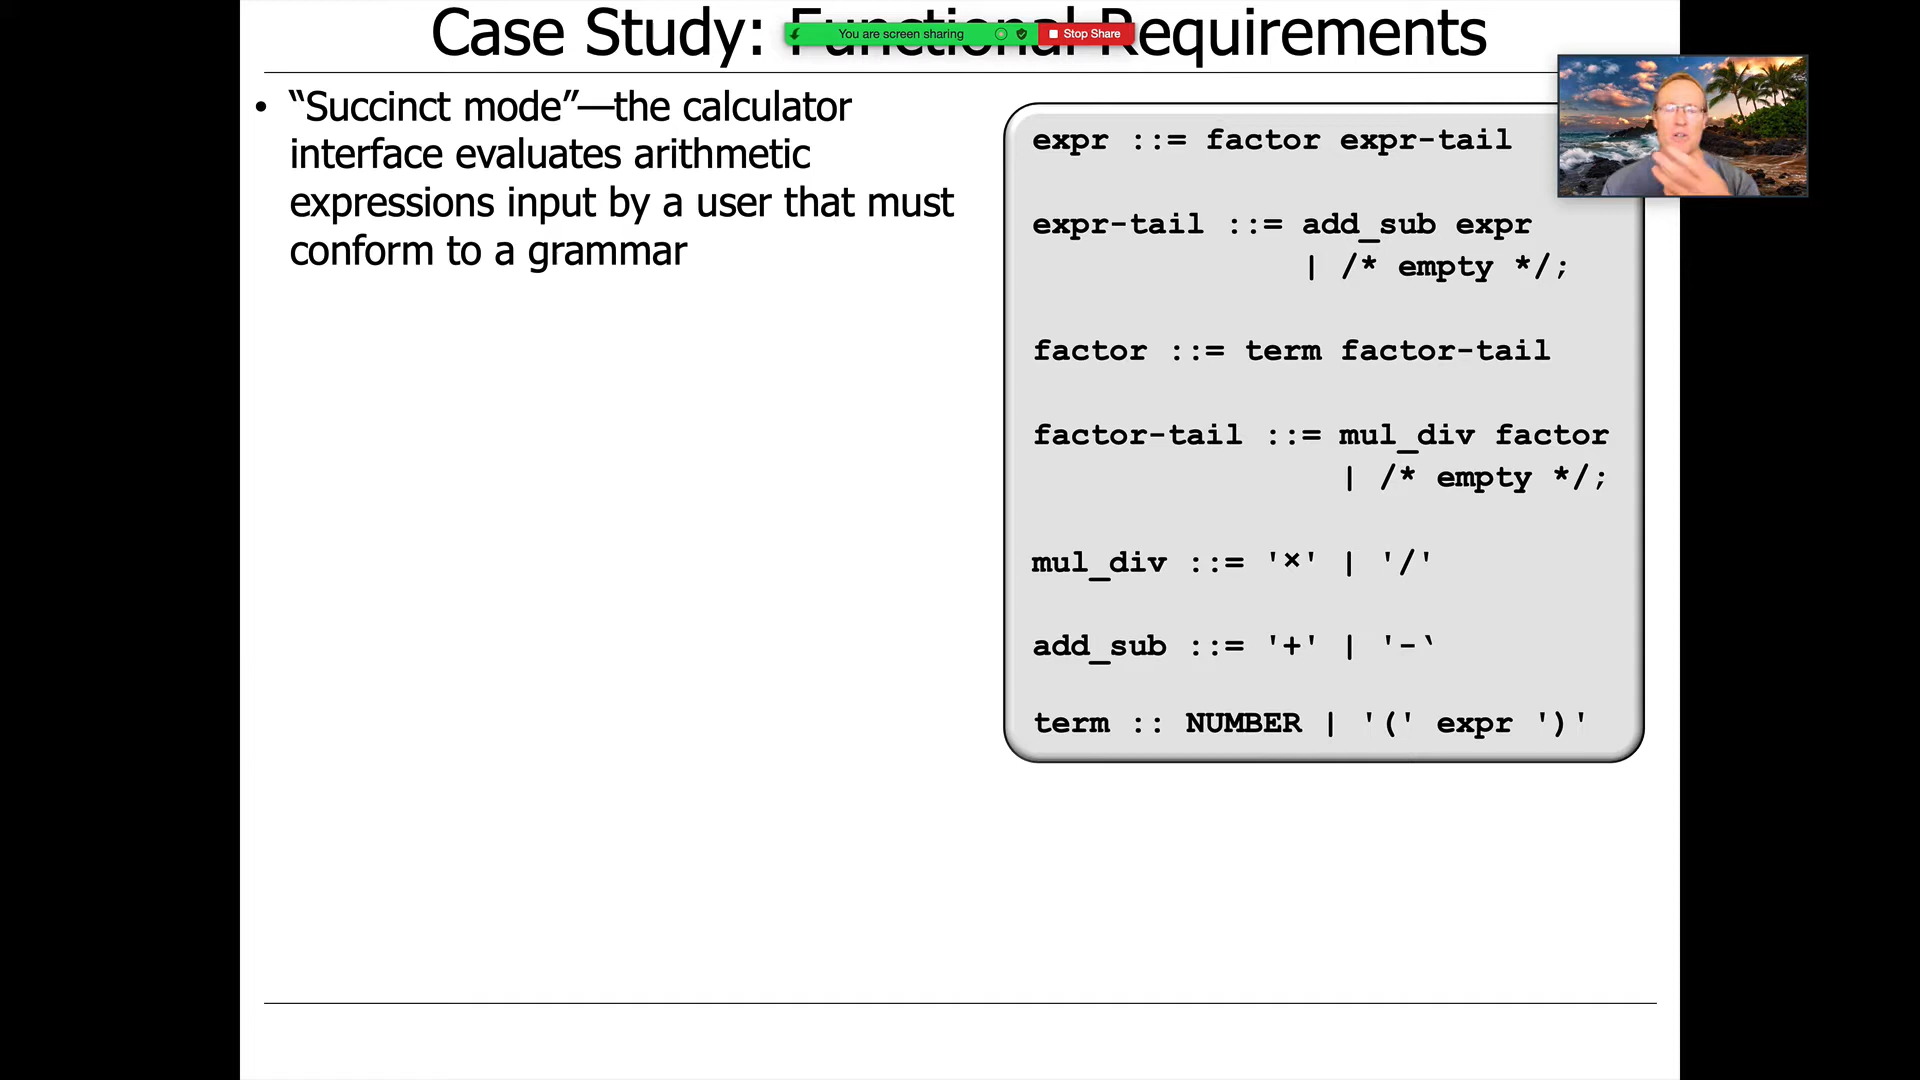 Case Study: Functional Requirements
You are screen sharing
Stop Share
• “Succinct mode”—the calculator
interface evaluates arithmetic
expressions input by a user that must
conform to a grammar
expr ::= factor expr-tail
expr-tail ::= add_sub expr
| /* empty */;
factor ::= term factor-tail
factor-tail ::= mul_div factor
| /* empty */;
mul_div ::= '×' | '/'
add_sub ::= '+' | '-‘
term :: NUMBER | '(' expr ')'